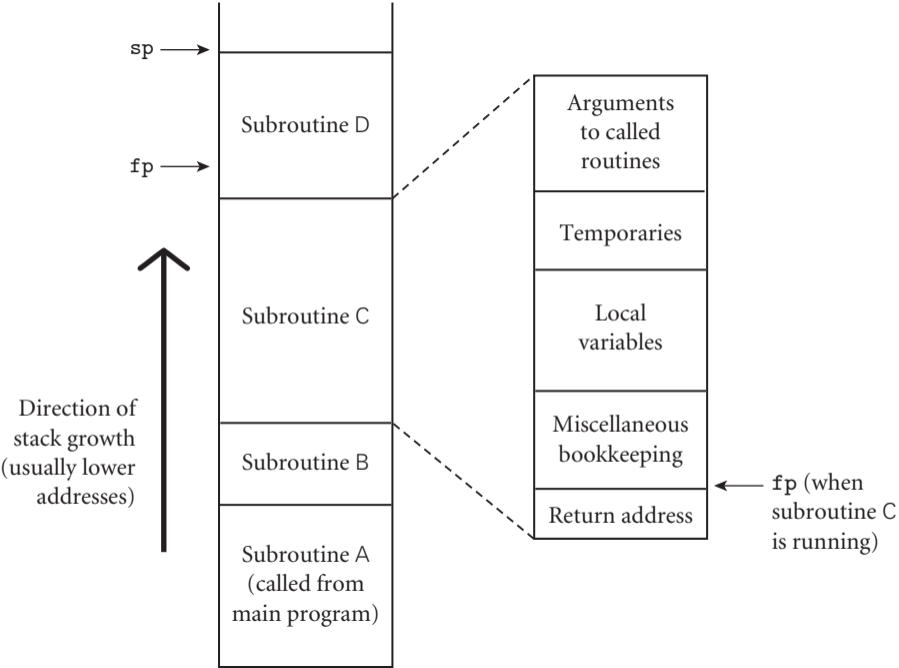 sp
Subroutine D
fp
Subroutine C
Direction of
stack growth
(usually lower
addresses)
Subroutine B
Subroutine A
(called from
main program)
Arguments
to called
routines
Temporaries
Local
variables
Miscellaneous
bookkeeping
Return address
fp (when
subroutine C
is running)